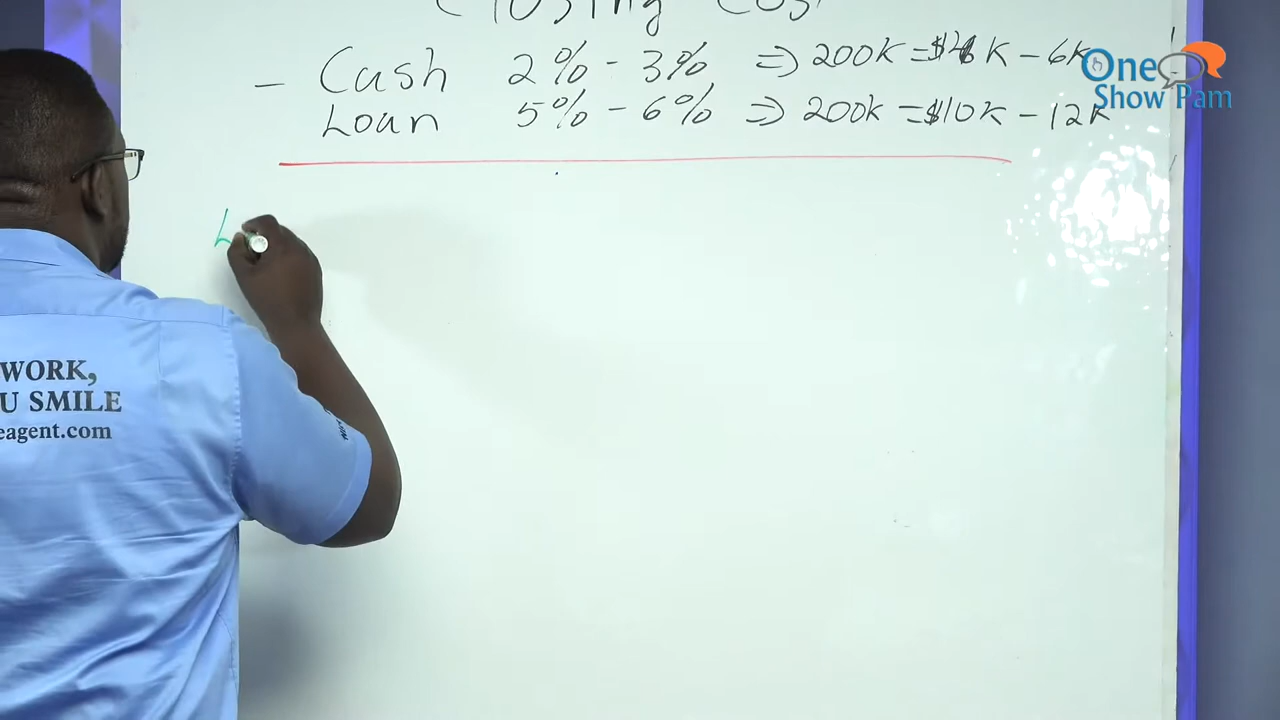 Closing Cos
- Cash 2% - 3% => 200k = $4k - 6k
Loan 5% - 6% => 200k = $10k - 12k
One
Show Pam
WORK,
U SMILE
eagent.com